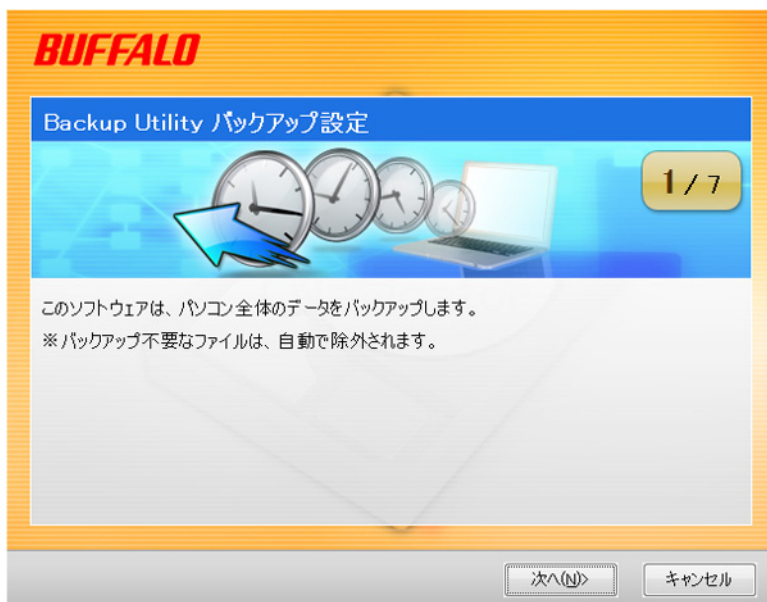 BUFFALO
Backup Utility バックアップ設定
1 / 7
このソフトウェアは、パソコン全体のデータをバックアップします。
※バックアップ不要なファイルは、自動で除外されます。
次へ(N)>
キャンセル